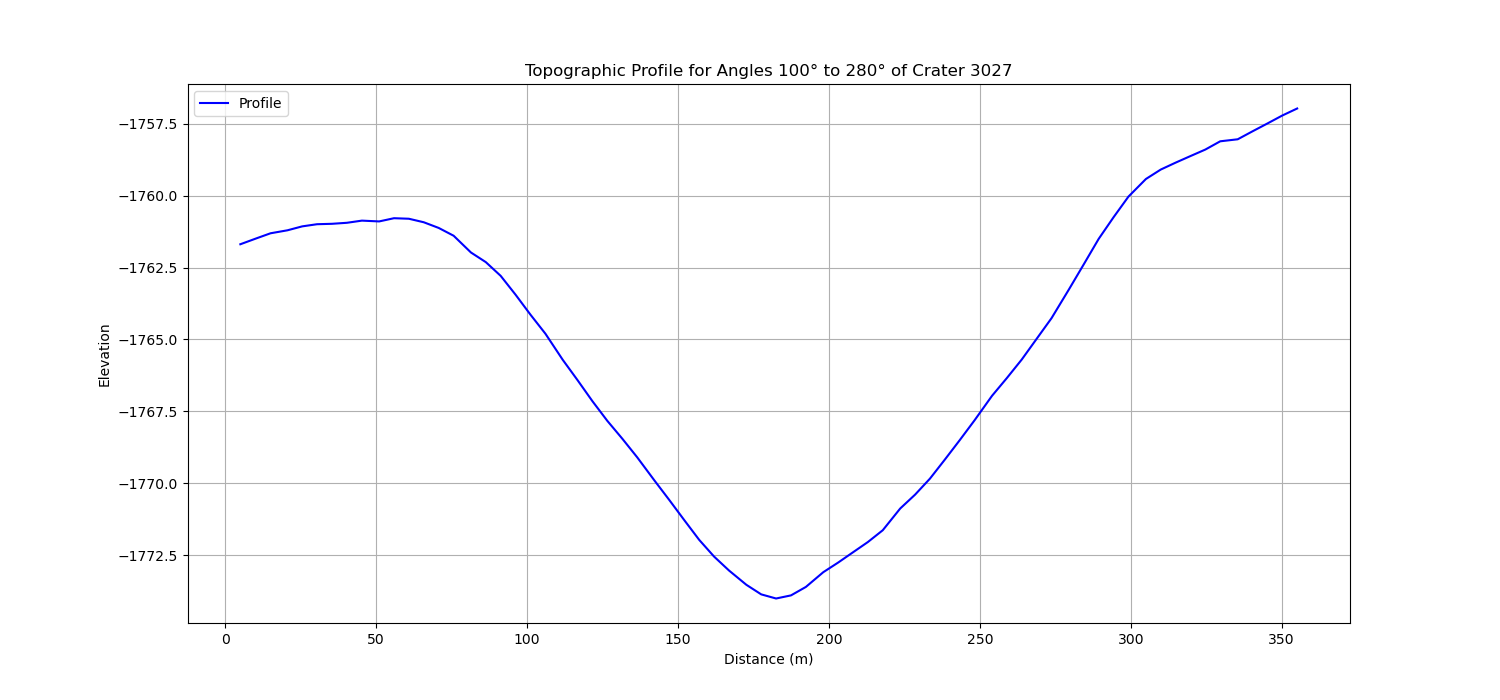 Topographic Profile for Angles 100° to 280° of Crater 3027
Profile
−1757.5
−1760.0
−1762.5
−1765.0
−1767.5
−1770.0
−1772.5
Elevation
0 50 100 150 200 250 300 350
Distance (m)